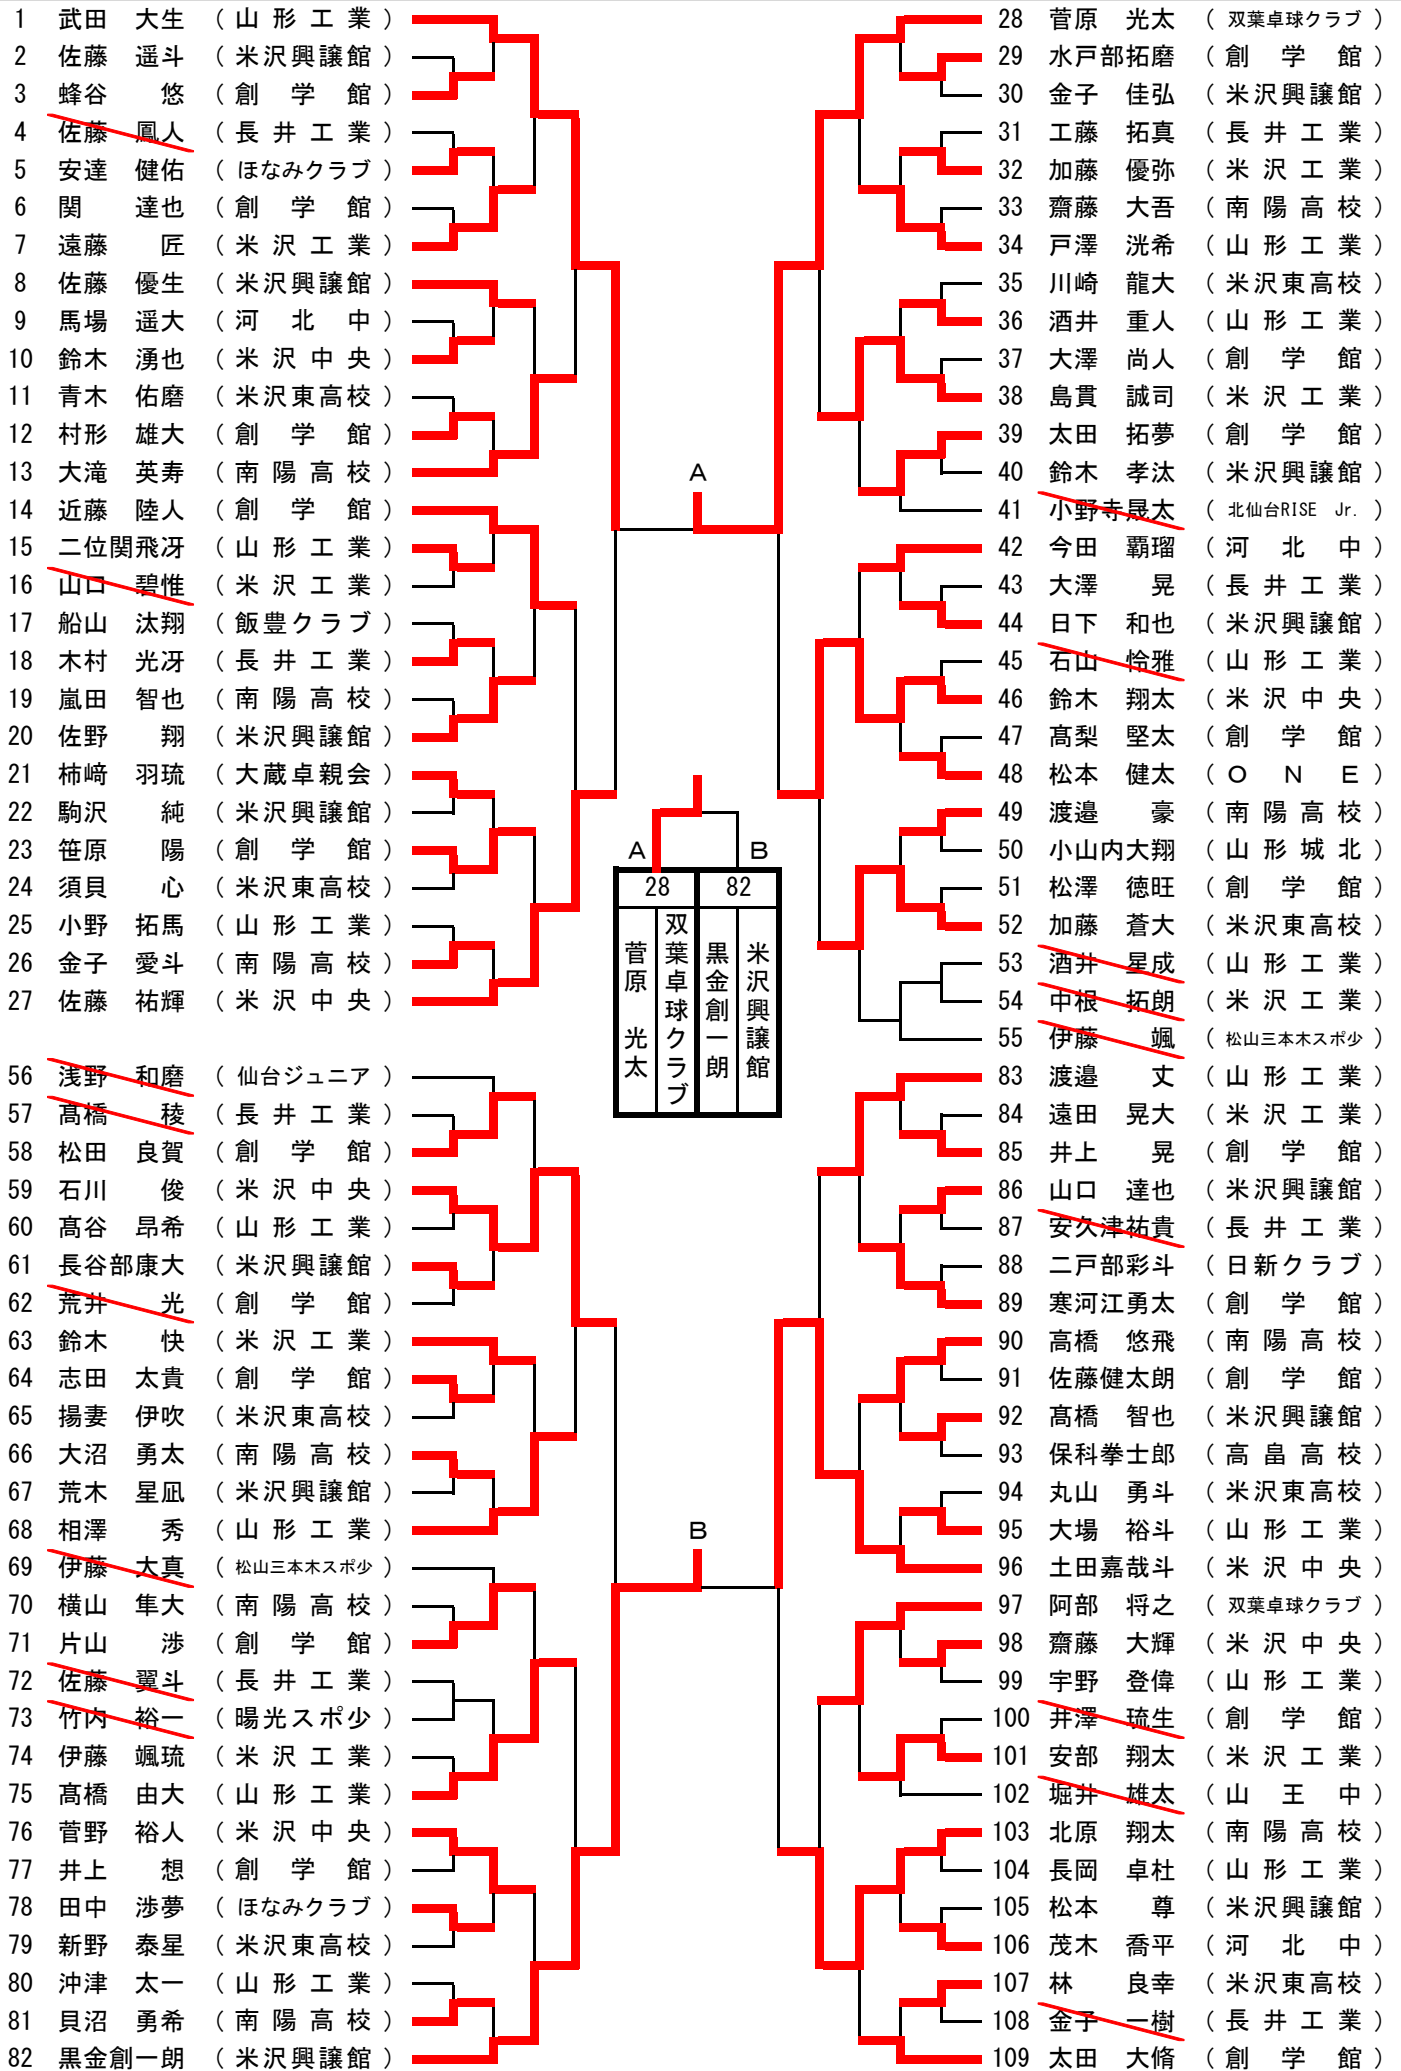 1 武田 大生 （山形工業）
2 佐藤 遥斗 （米沢興譲館）
3 蜂谷 悠 （創学館）
4 佐藤 鳳人 （長井工業）
5 安達 健佑 （ほなみクラブ）
6 関 達也 （創学館）
7 遠藤 匠 （米沢工業）
8 佐藤 優生 （米沢興譲館）
9 馬場 遥大 （河北中）
10 鈴木 湧也 （米沢中央）
11 青木 佑磨 （米沢東高校）
12 村形 雄大 （創学館）
13 大滝 英寿 （南陽高校）
14 近藤 陸人 （創学館）
15 二位関飛冴 （山形工業）
16 山口 碧惟 （米沢工業）
17 船山 汰翔 （飯豊クラブ）
18 木村 光冴 （長井工業）
19 嵐田 智也 （南陽高校）
20 佐野 翔 （米沢興譲館）
21 柿﨑 羽琉 （大蔵卓親会）
22 駒沢 純 （米沢興譲館）
23 笹原 陽 （創学館）
24 須貝 心 （米沢東高校）
25 小野 拓馬 （山形工業）
26 金子 愛斗 （南陽高校）
27 佐藤 祐輝 （米沢中央）
28 菅原 光太 （双葉卓球クラブ）
29 水戸部拓磨 （創学館）
30 金子 佳弘 （米沢興譲館）
31 工藤 拓真 （長井工業）
32 加藤 優弥 （米沢工業）
33 齋藤 大吾 （南陽高校）
34 戸澤 洸希 （山形工業）
35 川崎 龍大 （米沢東高校）
36 酒井 重人 （山形工業）
37 大澤 尚人 （創学館）
38 島貫 誠司 （米沢工業）
39 太田 拓夢 （創学館）
40 鈴木 孝汰 （米沢興譲館）
41 小野寺晟太 （北仙台RISE Jr.）
42 今田 覇瑠 （河北中）
43 大澤 晃 （長井工業）
44 日下 和也 （米沢興譲館）
45 石山 怜雅 （山形工業）
46 鈴木 翔太 （米沢中央）
47 髙梨 堅太 （創学館）
48 松本 健太 （ＯＮＥ）
49 渡邉 豪 （南陽高校）
50 小山内大翔 （山形城北）
51 松澤 徳旺 （創学館）
52 加藤 蒼大 （米沢東高校）
53 酒井 星成 （山形工業）
54 中根 拓朗 （米沢工業）
55 伊藤 颯 （松山三本木スポ少）
A
A B
28 82
菅原 光太
双葉卓球クラブ
黒金創一朗
米沢興譲館
56 浅野 和磨 （仙台ジュニア）
57 髙橋 稜 （長井工業）
58 松田 良賀 （創学館）
59 石川 俊 （米沢中央）
60 髙谷 昂希 （山形工業）
61 長谷部康大 （米沢興譲館）
62 荒井 光 （創学館）
63 鈴木 快 （米沢工業）
64 志田 太貴 （創学館）
65 揚妻 伊吹 （米沢東高校）
66 大沼 勇太 （南陽高校）
67 荒木 星凪 （米沢興譲館）
68 相澤 秀 （山形工業）
69 伊藤 大真 （松山三本木スポ少）
70 横山 隼大 （南陽高校）
71 片山 渉 （創学館）
72 佐藤 翼斗 （長井工業）
73 竹内 裕一 （暘光スポ少）
74 伊藤 颯琉 （米沢工業）
75 髙橋 由大 （山形工業）
76 菅野 裕人 （米沢中央）
77 井上 想 （創学館）
78 田中 渉夢 （ほなみクラブ）
79 新野 泰星 （米沢東高校）
80 沖津 太一 （山形工業）
81 貝沼 勇希 （南陽高校）
82 黒金創一朗 （米沢興譲館）
B
83 渡邉 丈 （山形工業）
84 遠田 晃大 （米沢工業）
85 井上 晃 （創学館）
86 山口 達也 （米沢興譲館）
87 安久津祐貴 （長井工業）
88 二戸部彩斗 （日新クラブ）
89 寒河江勇太 （創学館）
90 高橋 悠飛 （南陽高校）
91 佐藤健太朗 （創学館）
92 髙橋 智也 （米沢興譲館）
93 保科拳士郎 （高畠高校）
94 丸山 勇斗 （米沢東高校）
95 大場 裕斗 （山形工業）
96 土田嘉哉斗 （米沢中央）
97 阿部 将之 （双葉卓球クラブ）
98 齋藤 大輝 （米沢中央）
99 宇野 登偉 （山形工業）
100 井澤 琉生 （創学館）
101 安部 翔太 （米沢工業）
102 堀井 雄太 （山王中）
103 北原 翔太 （南陽高校）
104 長岡 卓杜 （山形工業）
105 松本 尊 （米沢興譲館）
106 茂木 喬平 （河北中）
107 林 良幸 （米沢東高校）
108 金子 一樹 （長井工業）
109 太田 大脩 （創学館）